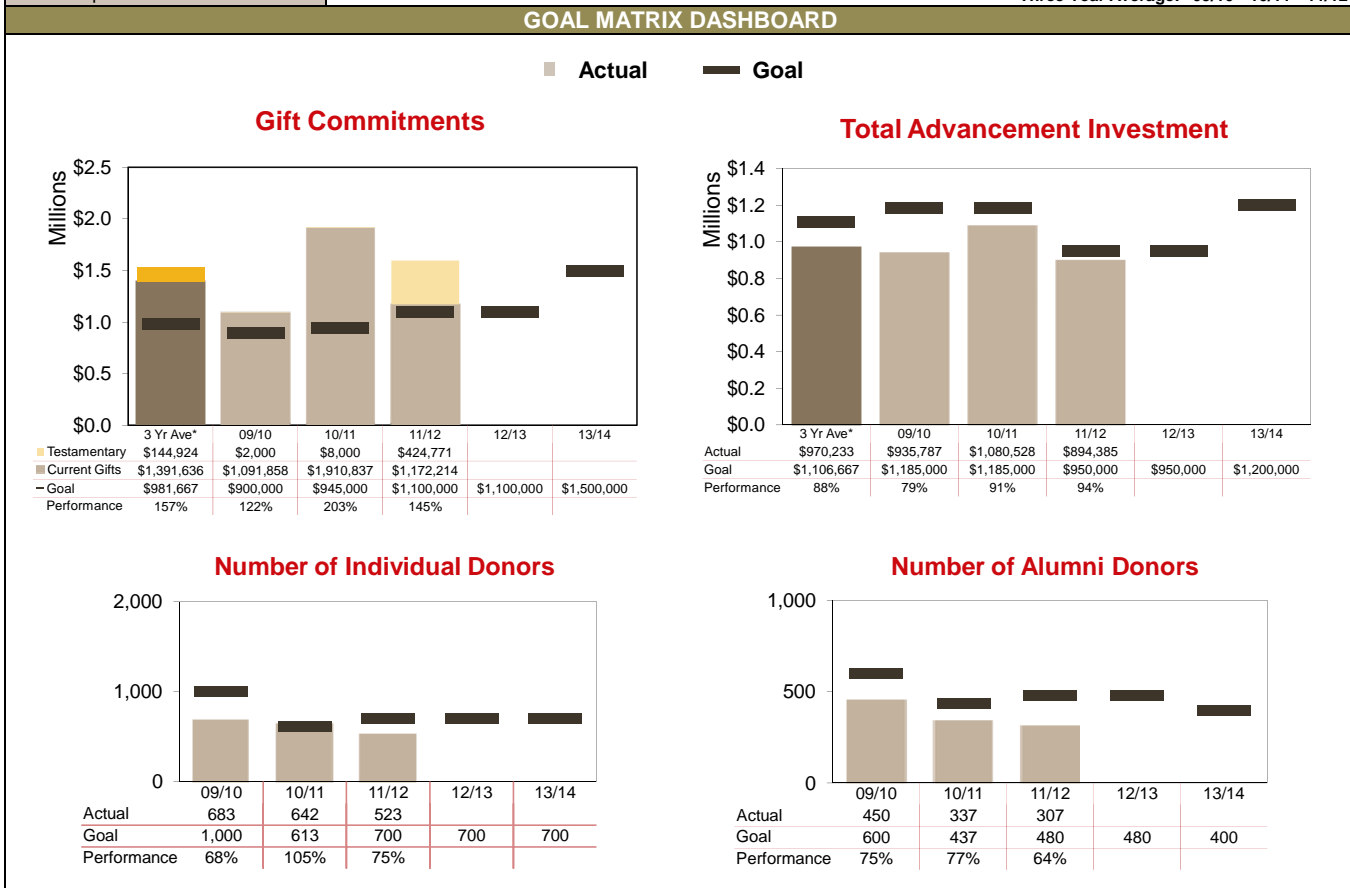 GOAL MATRIX DASHBOARD
Actual Goal
Gift Commitments
Millions
$2.5
$2.0
$1.5
$1.0
$0.5
$0.0
3 Yr Ave* 09/10 10/11 11/12 12/13 13/14
Testamentary $144,924 $2,000 $8,000 $424,771
Current Gifts $1,391,636 $1,091,858 $1,910,837 $1,172,214
Goal $981,667 $900,000 $945,000 $1,100,000 $1,100,000 $1,500,000
Performance 157% 122% 203% 145%
Total Advancement Investment
Millions
$1.4
$1.2
$1.0
$0.8
$0.6
$0.4
$0.2
$0.0
3 Yr Ave* 09/10 10/11 11/12 12/13 13/14
Actual $970,233 $935,787 $1,080,528 $894,385
Goal $1,106,667 $1,185,000 $1,185,000 $950,000 $950,000 $1,200,000
Performance 88% 79% 91% 94%
Number of Individual Donors
2,000
1,000
0
09/10 10/11 11/12 12/13 13/14
Actual 683 642 523
Goal 1,000 613 700 700 700
Performance 68% 105% 75%
Number of Alumni Donors
1,000
500
0
09/10 10/11 11/12 12/13 13/14
Actual 450 337 307
Goal 600 437 480 480 400
Performance 75% 77% 64%